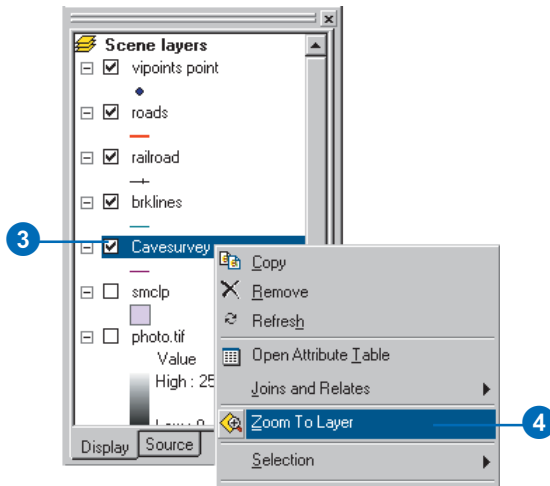 Scene layers
vipoints point
roads
railroad
brklines
3
Cavesurvey
smclp
photo.tif
Value
High : 25
Display
Source
Copy
Remove
Refresh
Open Attribute Table
Joins and Relates
Zoom To Layer
4
Selection